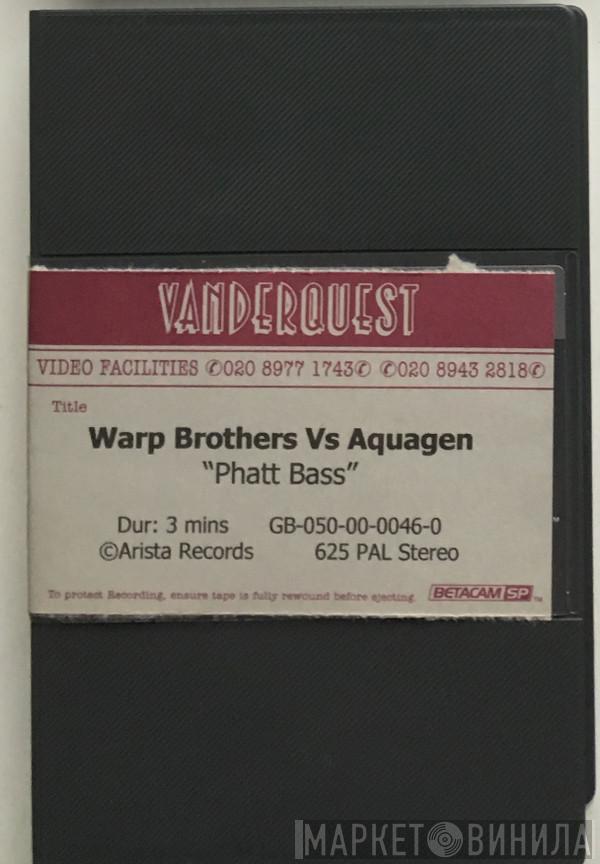 VANDERQUEST
VIDEO FACILITIES ✆020 8977 1743✆ ✆020 8943 2818✆
Title
Warp Brothers Vs Aquagen
“Phatt Bass”
Dur: 3 mins GB-050-00-0046-0
©Arista Records 625 PAL Stereo
To protect Recording, ensure tape is fully rewound before ejecting. BETACAM SP ™
МАРКЕТ ВИНИЛА